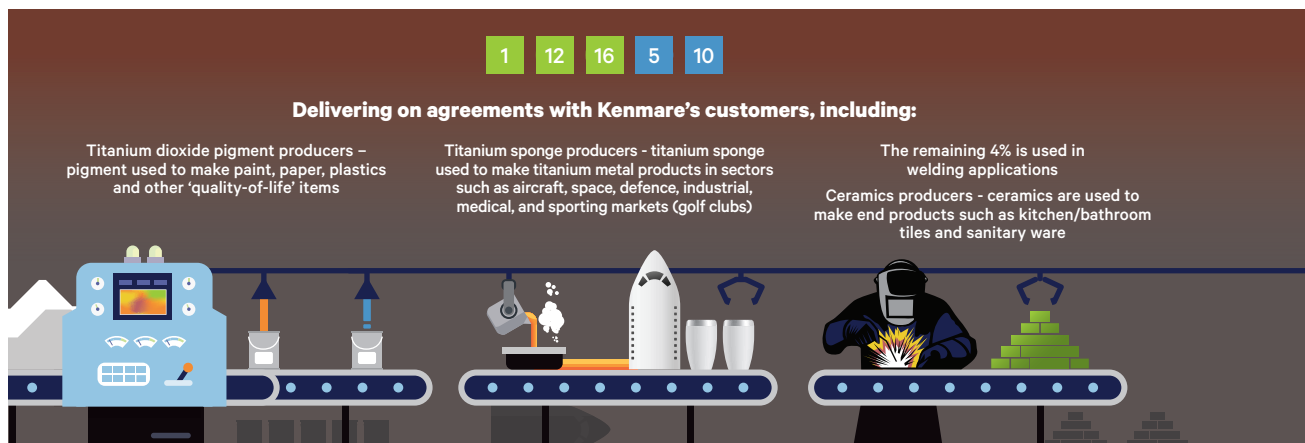 1 12 16 5 10
Delivering on agreements with Kenmare's customers, including:
Titanium dioxide pigment producers –
pigment used to make paint, paper, plastics
and other ‘quality-of-life’ items
Titanium sponge producers - titanium sponge
used to make titanium metal products in sectors
such as aircraft, space, defence, industrial,
medical, and sporting markets (golf clubs)
The remaining 4% is used in
welding applications
Ceramics producers - ceramics are used to
make end products such as kitchen/bathroom
tiles and sanitary ware